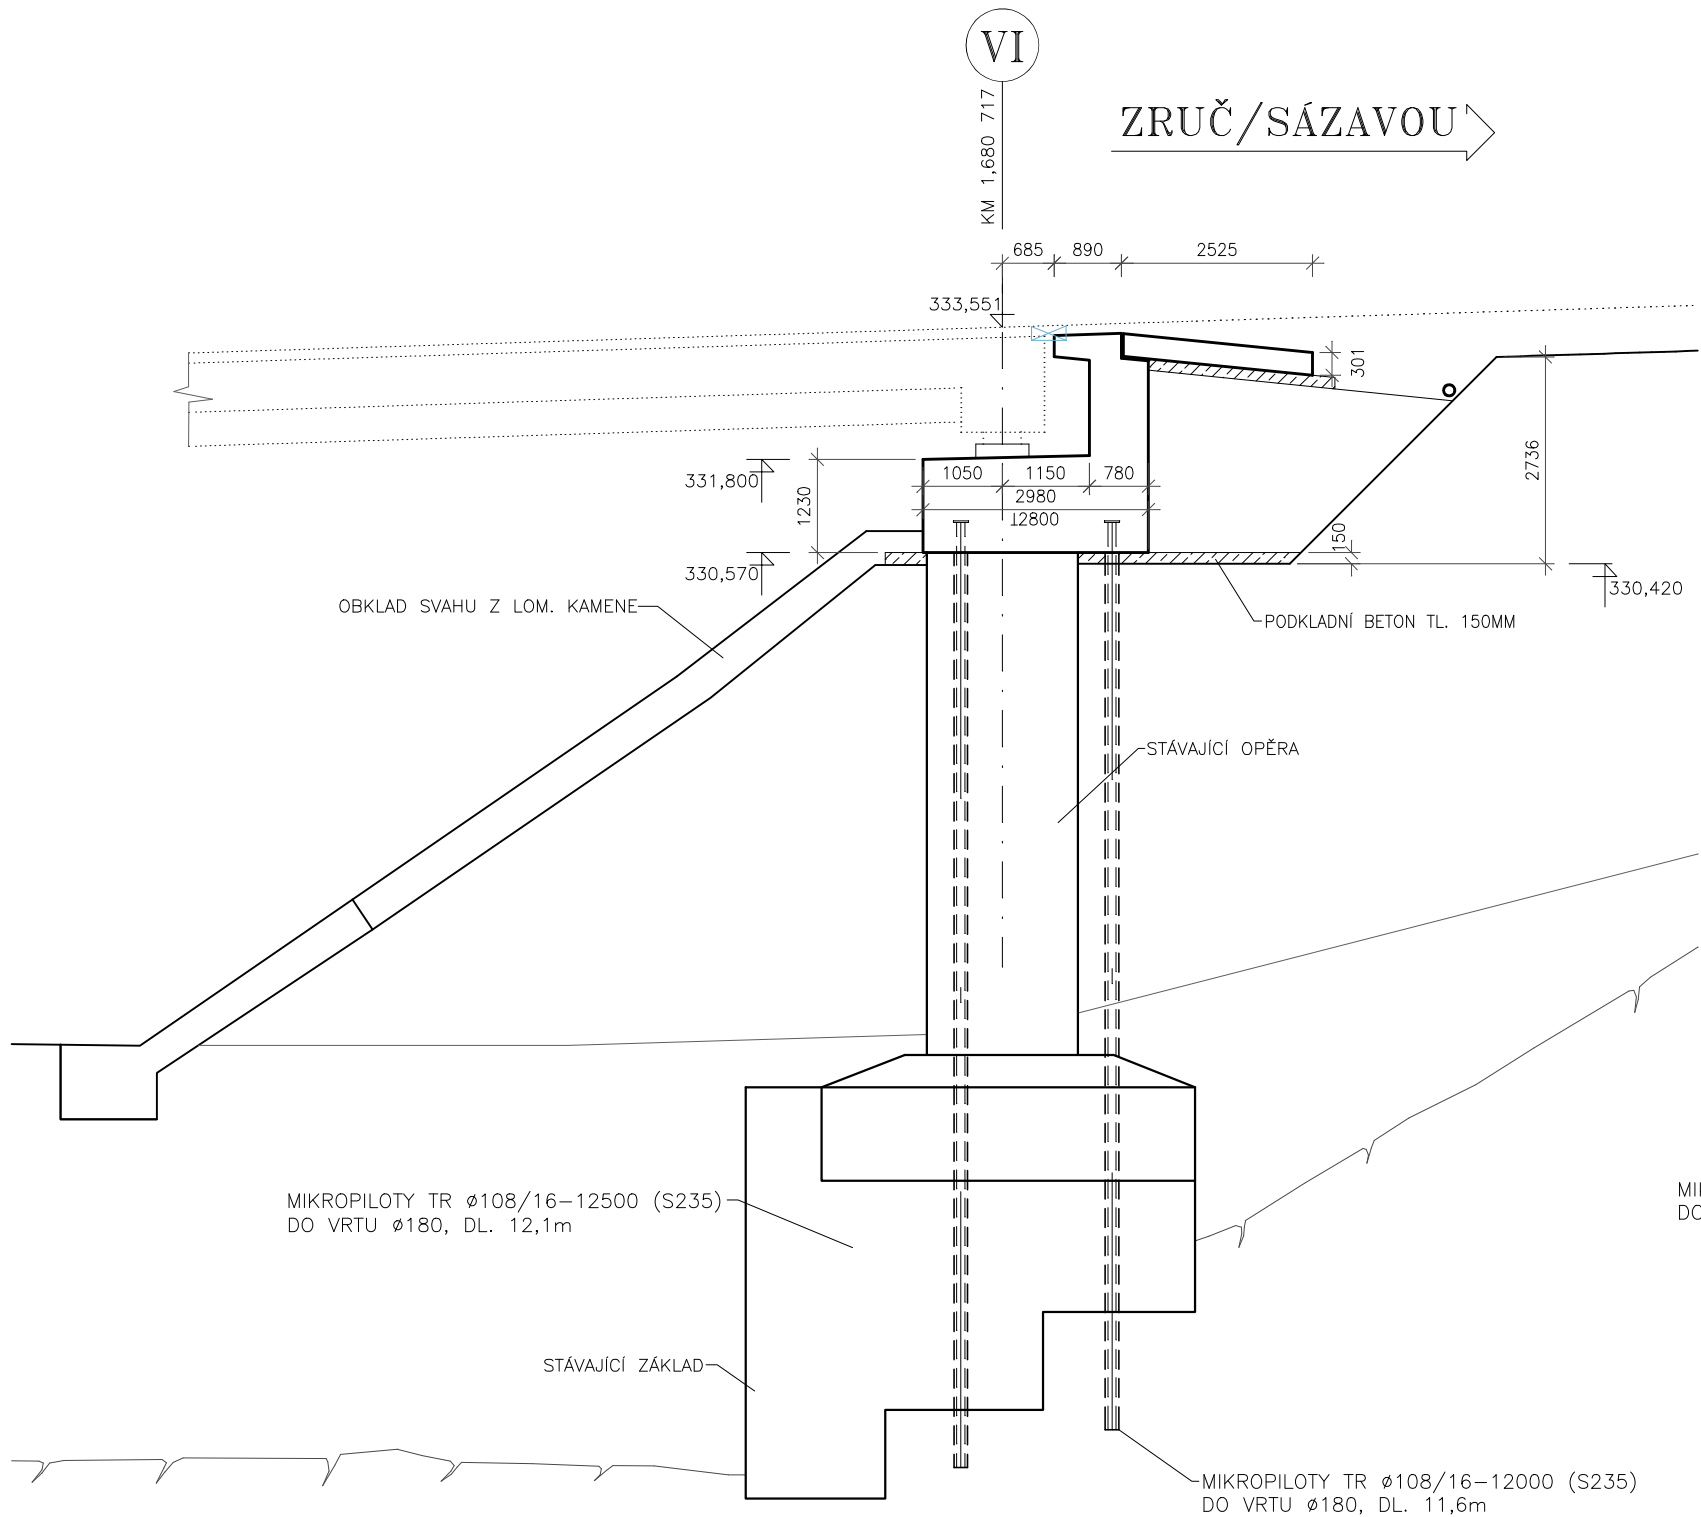 VI
KM 1,680 717
ZRUČ/SÁZAVOU
685
890
2525
333,551
301
2736
331,800
1230
1050
1150
780
2980
12800
330,570
150
330,420
OBKLAD SVAHU Z LOM. KAMENE
PODKLADNÍ BETON TL. 150MM
STÁVAJÍCÍ OPĚRA
MIKROPILOTY TR ø108/16-12500 (S235)
DO VRTU ø180, DL. 12,1m
STÁVAJÍCÍ ZÁKLAD
MIKROPILOTY TR ø108/16-12000 (S235)
DO VRTU ø180, DL. 11,6m